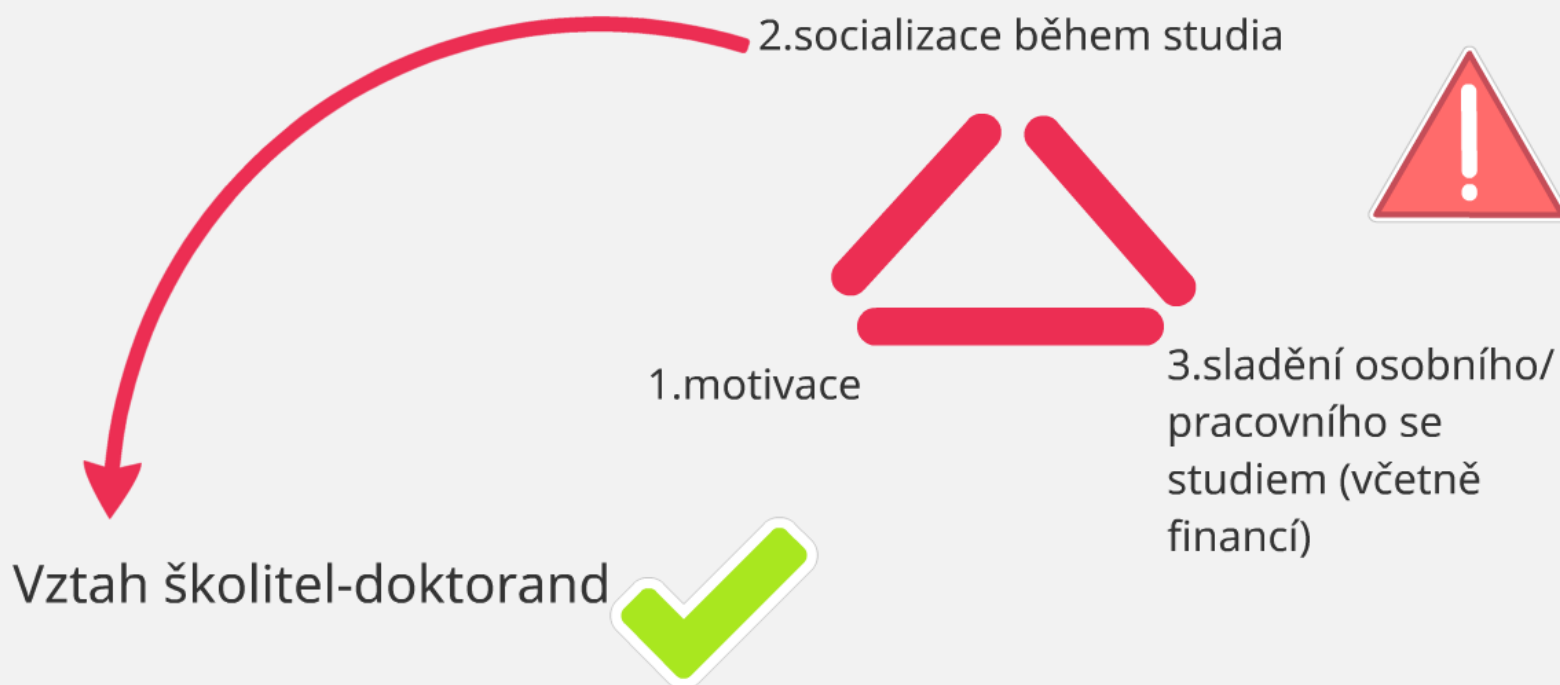 2.socializace během studia
1.motivace
3.sladění osobního/
pracovního se
studiem (včetně
financí)
Vztah školitel-doktorand